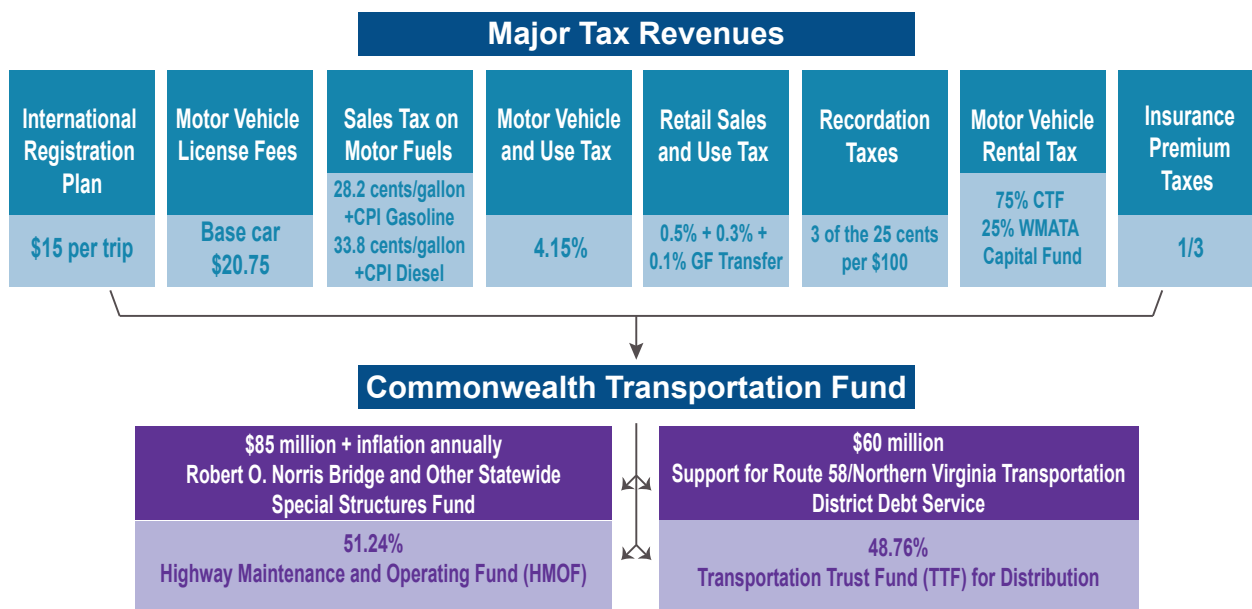 Major Tax Revenues
International
Registration
Plan
$15 per trip
Motor Vehicle
License Fees
Base car
$20.75
Sales Tax on
Motor Fuels
28.2 cents/gallon
+CPI Gasoline
33.8 cents/gallon
+CPI Diesel
Motor Vehicle
and Use Tax
4.15%
Retail Sales
and Use Tax
0.5% + 0.3% +
0.1% GF Transfer
Recordation
Taxes
3 of the 25 cents
per $100
Motor Vehicle
Rental Tax
75% CTF
25% WMATA
Capital Fund
Insurance
Premium
Taxes
1/3
Commonwealth Transportation Fund
$85 million + inflation annually
Robert O. Norris Bridge and Other Statewide
Special Structures Fund
$60 million
Support for Route 58/Northern Virginia Transportation
District Debt Service
51.24%
Highway Maintenance and Operating Fund (HMOF)
48.76%
Transportation Trust Fund (TTF) for Distribution